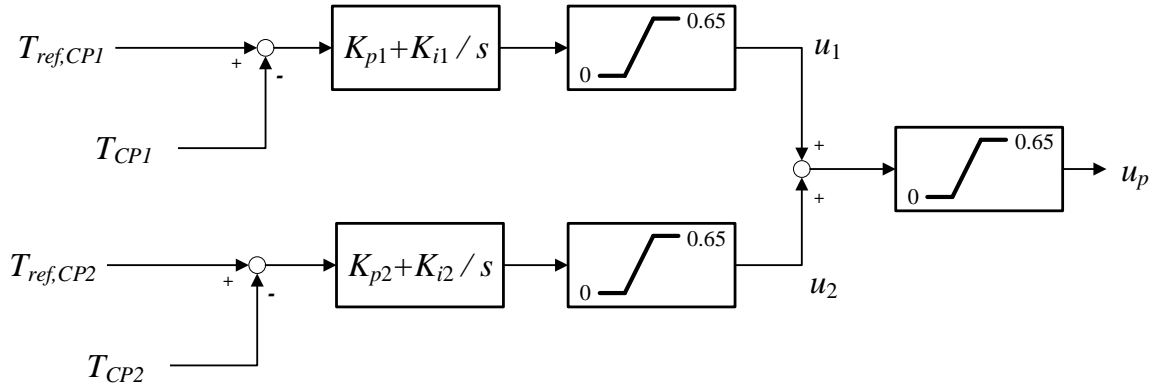 T_ref,CP1
+
-
T_CP1
K_p1+K_i1 / s
0
0.65
u_1
T_ref,CP2
+
-
T_CP2
K_p2+K_i2 / s
0
0.65
u_2
+
+
0
0.65
u_p